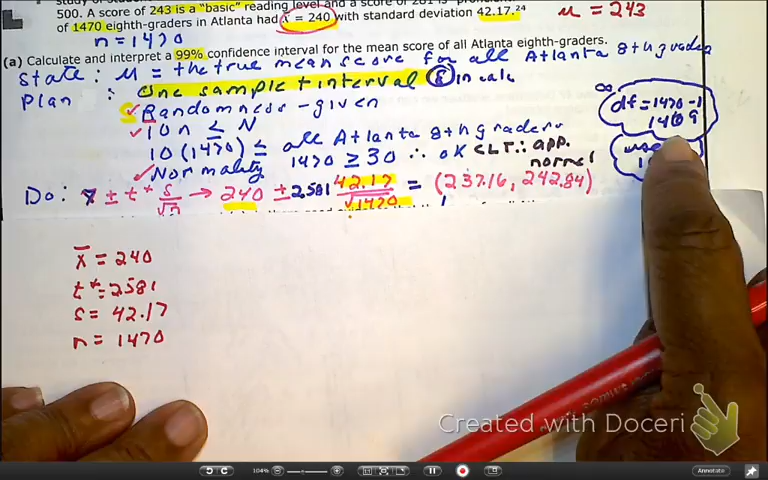 500. A score of 243 is a "basic" reading level and a score of 281 is
of 1470 eighth-graders in Atlanta had x̄ = 240 with standard deviation 42.17.²⁴
μ = 243
n = 1470
(a) Calculate and interpret a 99% confidence interval for the mean score of all Atlanta eighth-graders.
State: μ = the true mean score for all Atlanta 8th graders
Plan: One sample t interval 8 in calc
Randomness - given
10n ≤ N
10(1470) ≤ all Atlanta 8th graders
Normality 1470 ≥ 30 ∴ OK CLT ∴ app. normal
df = 1470 - 1
1469
use
Do: x̄ ± t* s/√n → 240 ± 2.581 42.17/√1470 = (237.16, 242.84)
x̄ = 240
t* = 2.581
s = 42.17
n = 1470
Created with Doceri
104%
Annotate